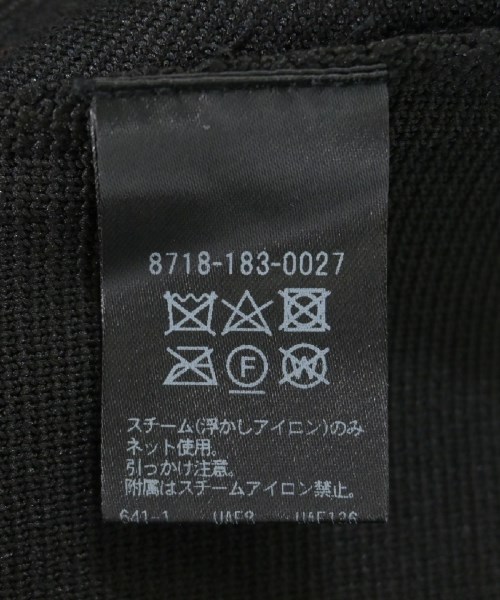 8718-183-0027
F W
スチーム(浮かしアイロン)のみ
ネット使用。
引っかけ注意。
附属はスチームアイロン禁止。
641-1